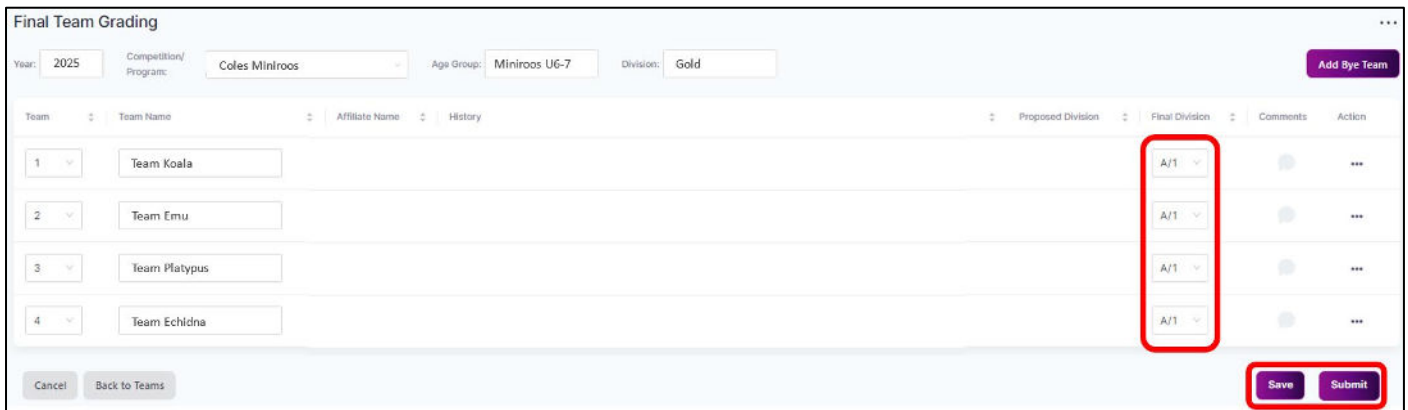 Final Team Grading
Year: 2025 Competition/ Program: Coles Miniroos Age Group: Miniroos U6-7 Division: Gold Add Bye Team
Team Team Name Affiliate Name History Proposed Division Final Division Comments Action
1 Team Koala A/1
2 Team Emu A/1
3 Team Platypus A/1
4 Team Echidna A/1
Cancel Back to Teams Save Submit